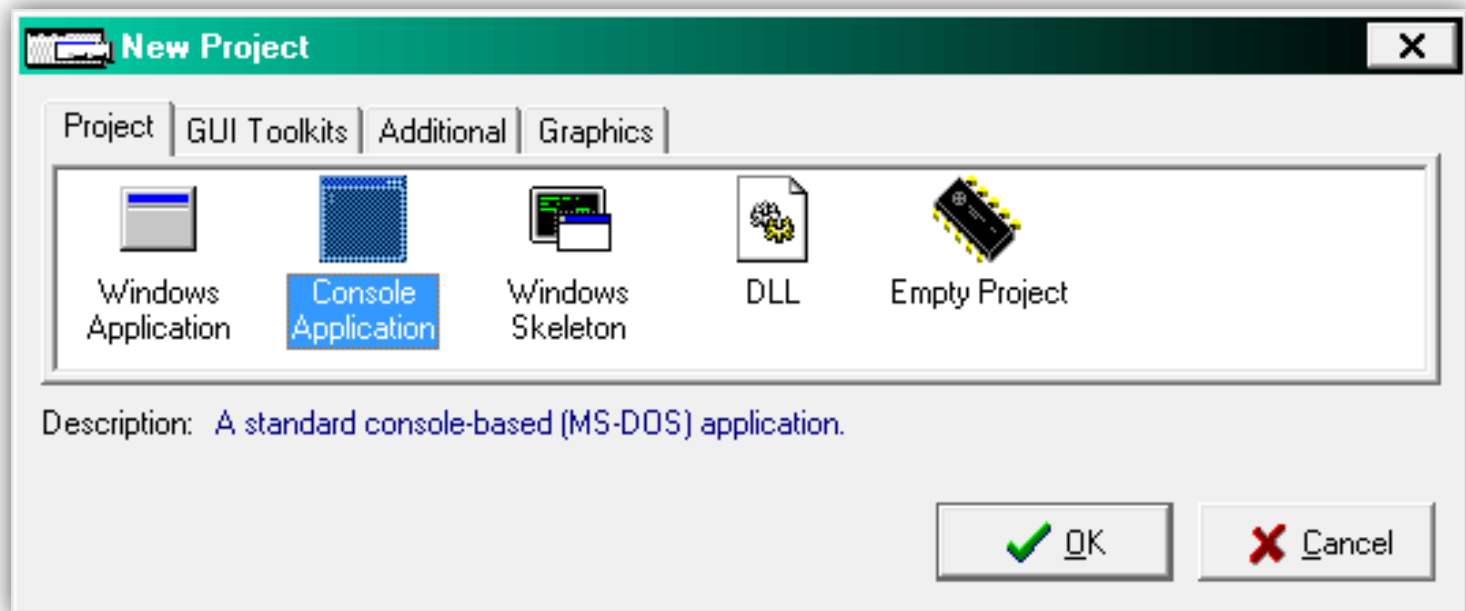 New Project
Project GUI Toolkits Additional Graphics
Windows Application
Console Application
Windows Skeleton
DLL
Empty Project
Description: A standard console-based (MS-DOS) application.
OK Cancel